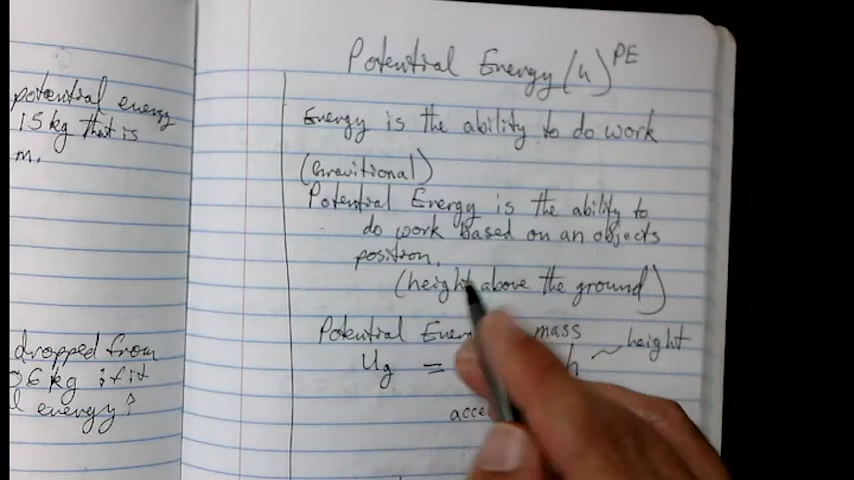 potential energy
15 kg that is
m.
dropped from
06 kg if it
l energy?
Potential Energy (u) PE
Energy is the ability to do work
(Gravitional)
Potential Energy is the ability to
do work based on an objects
position.
(height above the ground)
Potential Ener mass
height
Ug = h
acce